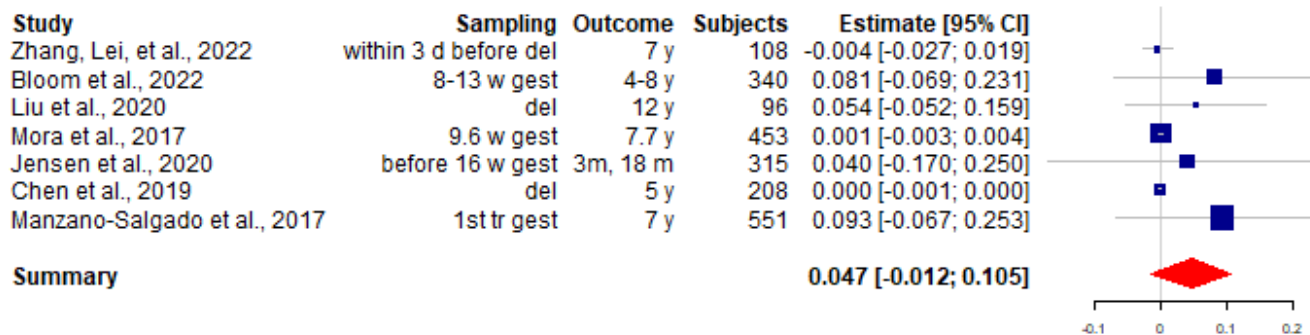 Study Sampling Outcome Subjects Estimate [95% CI]
Zhang, Lei, et al., 2022 within 3 d before del 7 y 108 -0.004 [-0.027; 0.019]
Bloom et al., 2022 8-13 w gest 4-8 y 340 0.081 [-0.069; 0.231]
Liu et al., 2020 del 12 y 96 0.054 [-0.052; 0.159]
Mora et al., 2017 9.6 w gest 7.7 y 453 0.001 [-0.003; 0.004]
Jensen et al., 2020 before 16 w gest 3m, 18 m 315 0.040 [-0.170; 0.250]
Chen et al., 2019 del 5 y 208 0.000 [-0.001; 0.000]
Manzano-Salgado et al., 2017 1st tr gest 7 y 551 0.093 [-0.067; 0.253]
Summary 0.047 [-0.012; 0.105]
-0.1 0 0.1 0.2